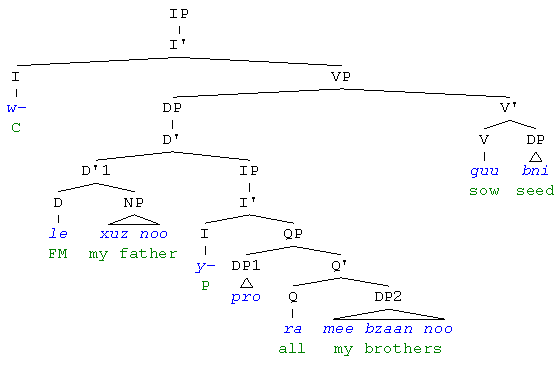 IP
I'
I VP
w- DP V'
C D' V DP
D'1 IP guu bni
D NP I' sow seed
le xuz noo I QP
FM my father y- DP1 Q'
p pro Q DP2
ra mee bzaan noo
all my brothers